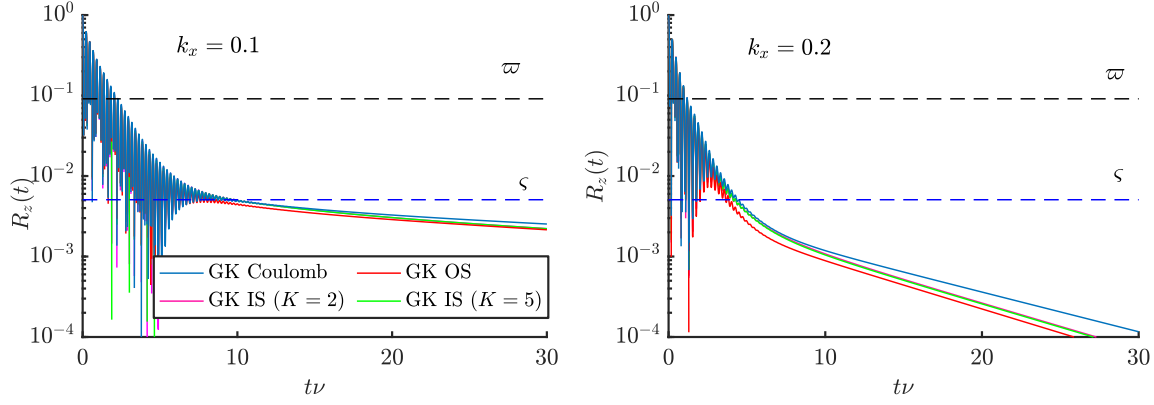 10^0
10^{-1}
10^{-2}
10^{-3}
10^{-4}
R_z(t)
k_x = 0.1
ϖ
ς
GK Coulomb
GK OS
GK IS (K = 2)
GK IS (K = 5)
0
10
20
30
tν
10^0
10^{-1}
10^{-2}
10^{-3}
10^{-4}
R_z(t)
k_x = 0.2
ϖ
ς
0
10
20
30
tν